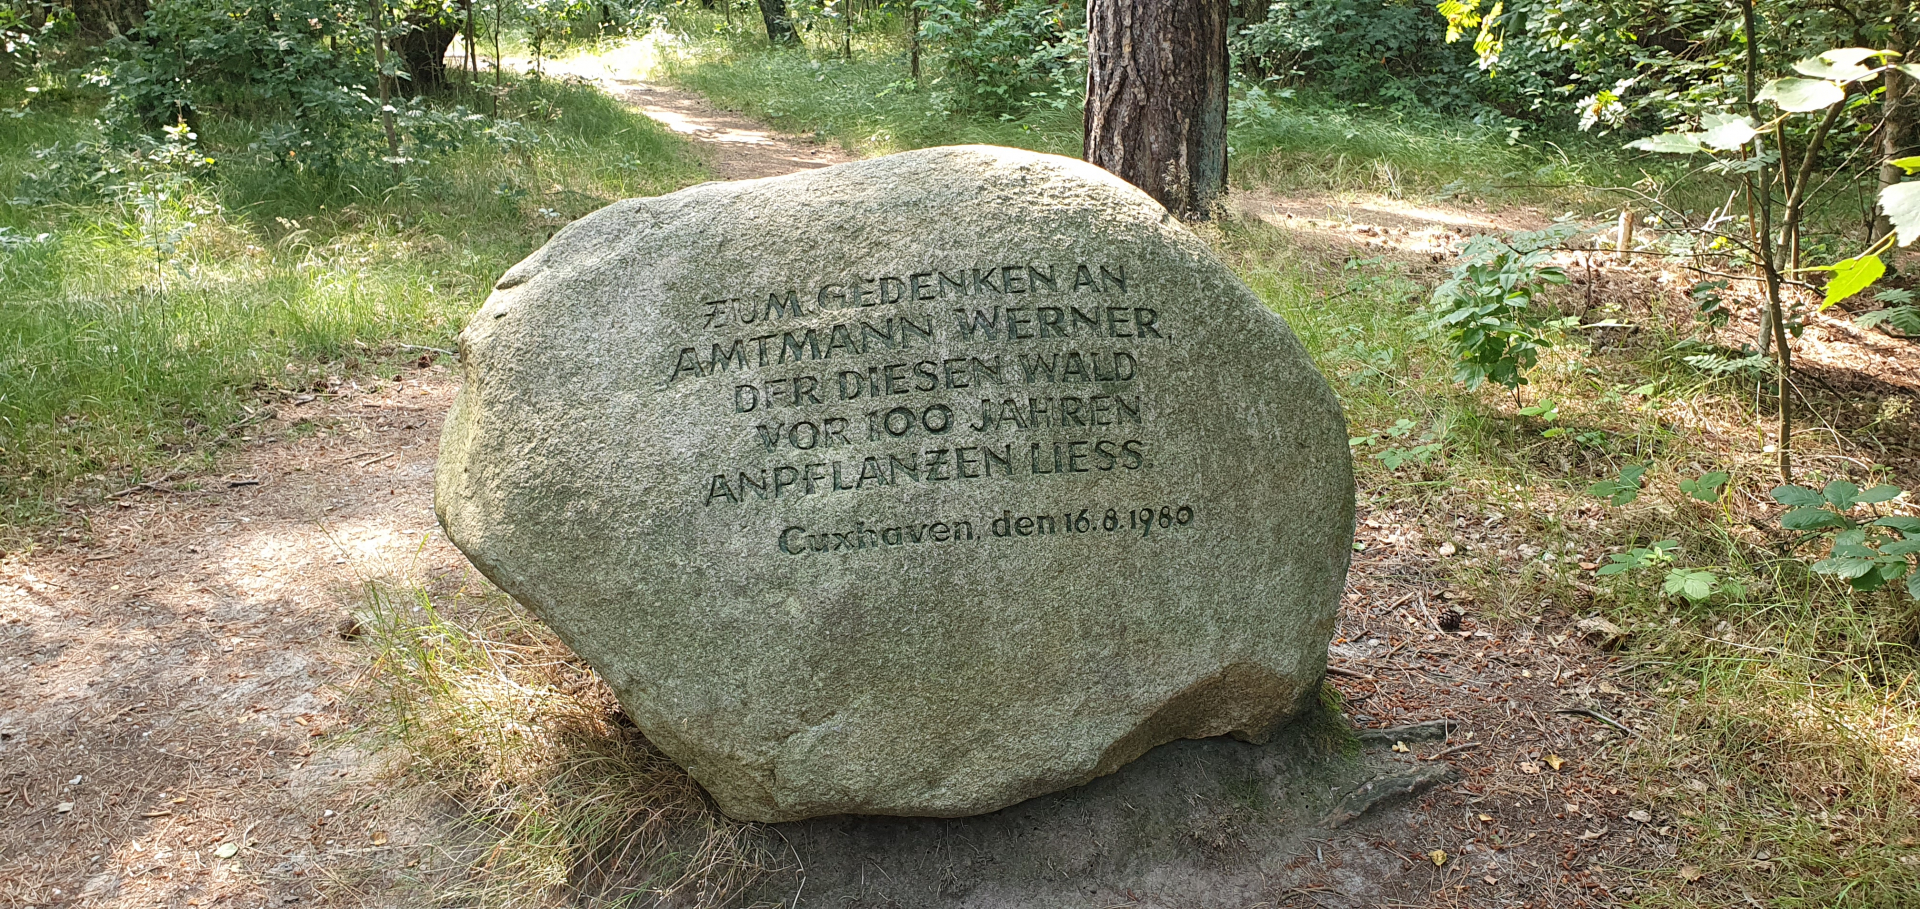 ZUM GEDENKEN AN
AMTMANN WERNER,
DER DIESEN WALD
VOR 100 JAHREN
ANPFLANZEN LIESS.
Cuxhaven, den 16.8.1980